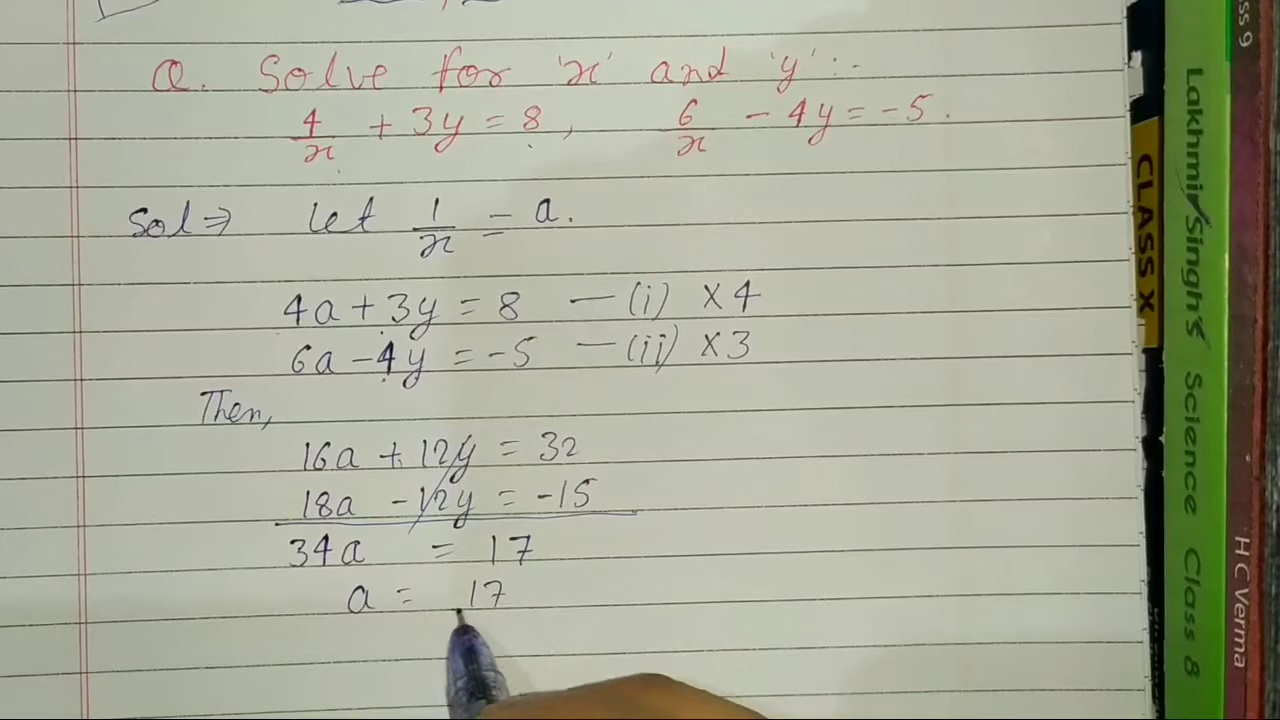 Q. Solve for 'x' and 'y' :-
4/x + 3y = 8, 6/x - 4y = -5.
Sol ⇒ let 1/x = a.
4a + 3y = 8 — (i) × 4
6a - 4y = -5 — (ii) × 3
Then,
16a + 12y = 32
18a - 12y = -15
34a = 17
a = 17
CLASS X
Lakhmir Singh's Science Class 8
ss 9
H C Verma